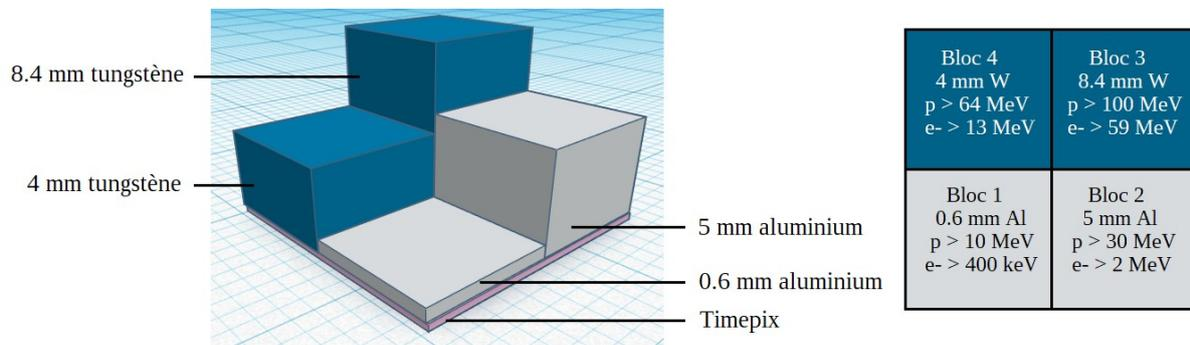 8.4 mm tungstène
4 mm tungstène
5 mm aluminium
0.6 mm aluminium
Timepix
Bloc 4
4 mm W
p > 64 MeV
e- > 13 MeV
Bloc 3
8.4 mm W
p > 100 MeV
e- > 59 MeV
Bloc 1
0.6 mm Al
p > 10 MeV
e- > 400 keV
Bloc 2
5 mm Al
p > 30 MeV
e- > 2 MeV